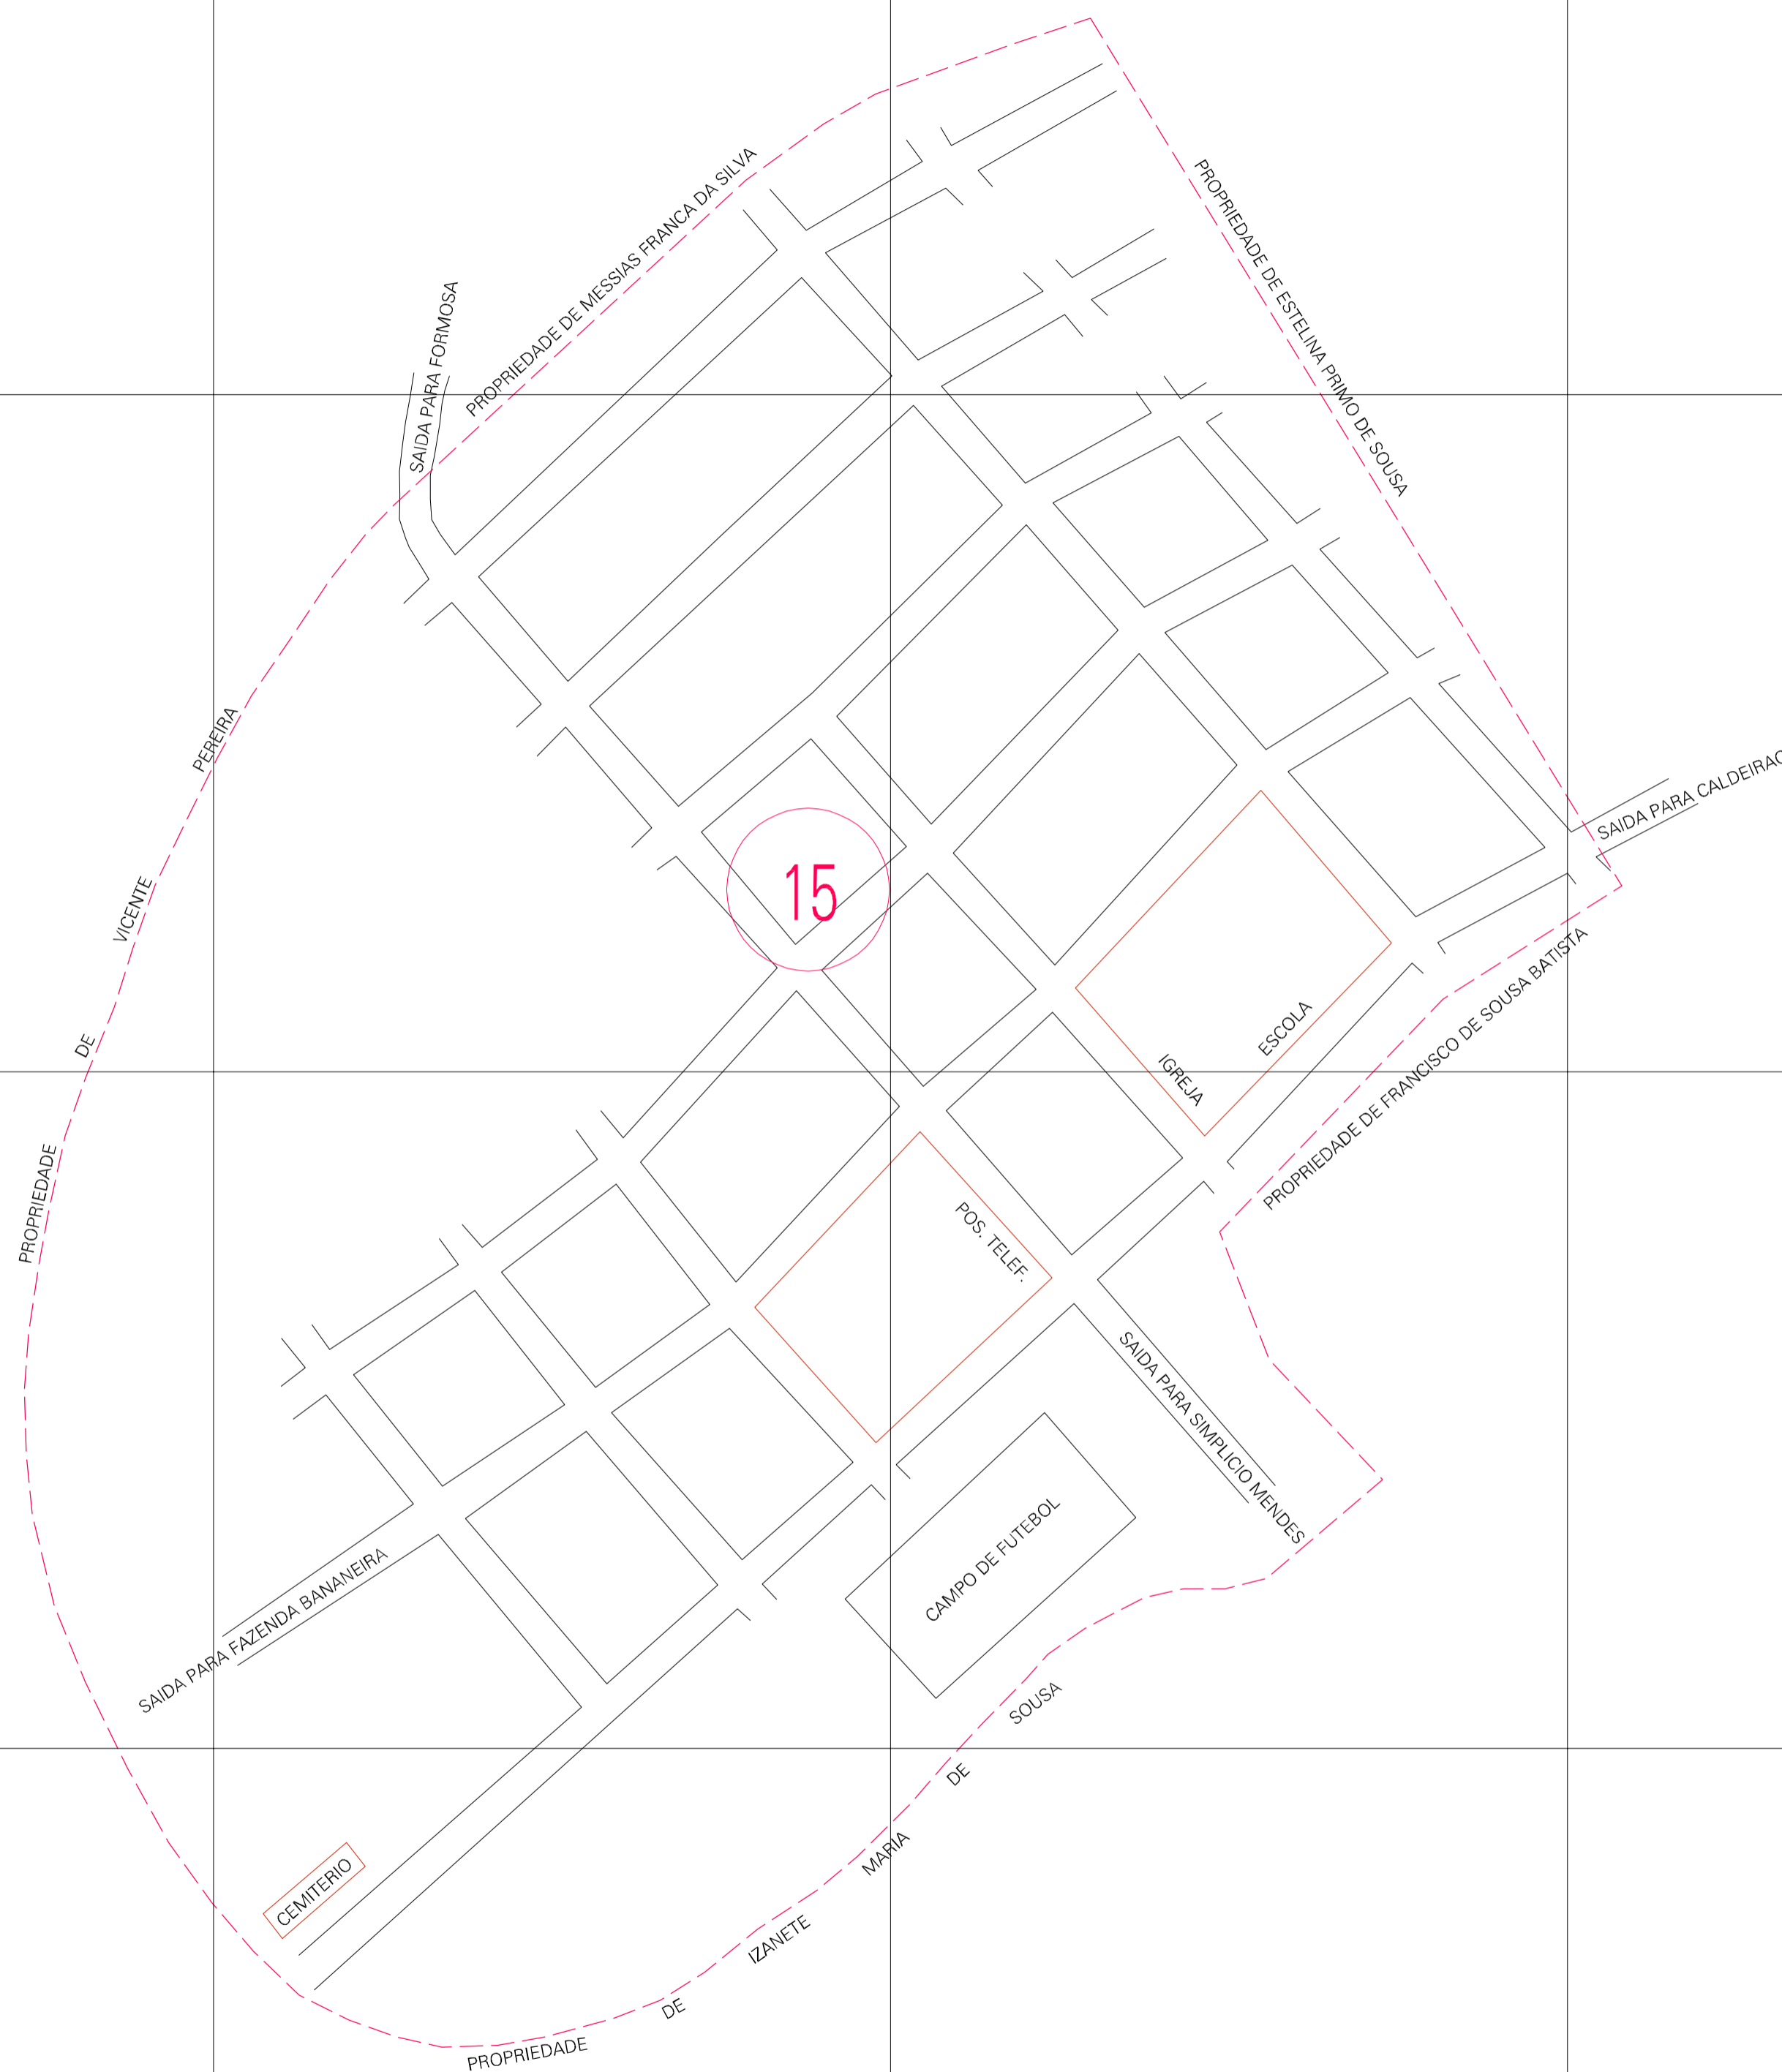 PROPRIEDADE DE MESSIAS FRANCA DA SILVA
PROPRIEDADE DE ESTELINA PRIMO DE SOUSA
SAIDA PARA FORMOSA
PROPRIEDADE DE VICENTE PEREIRA
SAIDA PARA CALDEIRAO
15
PROPRIEDADE DE FRANCISCO DE SOUSA BATISTA
ESCOLA
IGREJA
POS. TELEF.
SAIDA PARA SIMPLICIO MENDES
CAMPO DE FUTEBOL
SAIDA PARA FAZENDA BANANEIRA
CEMITERIO
PROPRIEDADE DE IZANETE MARIA DE SOUSA